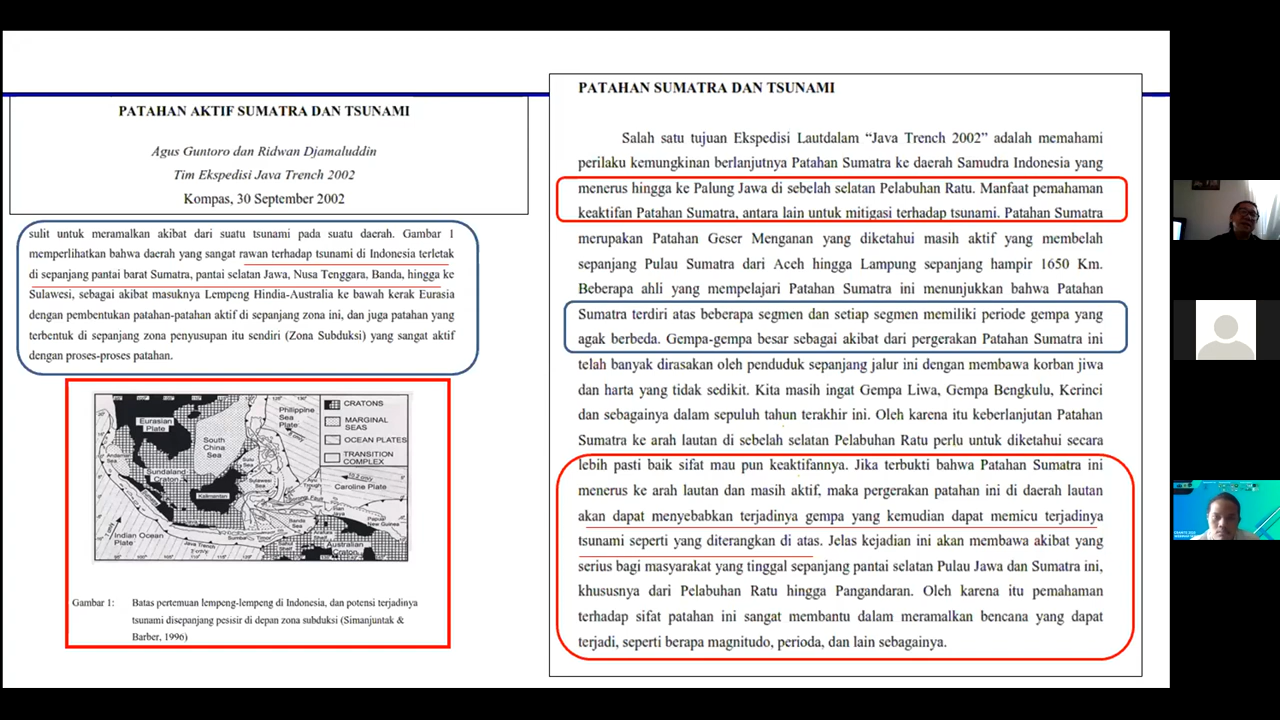 PATAHAN AKTIF SUMATRA DAN TSUNAMI
Agus Guntoro dan Ridwan Djamaluddin
Tim Ekspedisi Java Trench 2002
Kompas, 30 September 2002
sulit untuk meramalkan akibat dari suatu tsunami pada suatu daerah. Gambar 1
memperlihatkan bahwa daerah yang sangat rawan terhadap tsunami di Indonesia terletak
di sepanjang pantai barat Sumatra, pantai selatan Jawa, Nusa Tenggara, Banda, hingga ke
Sulawesi, sebagai akibat masuknya Lempeng Hindia-Australia ke bawah kerak Eurasia
dengan pembentukan patahan-patahan aktif di sepanjang zona ini, dan juga patahan yang
terbentuk di sepanjang zona penyusupan itu sendiri (Zona Subduksi) yang sangat aktif
dengan proses-proses patahan.
CRATONS
MARGINAL
SEAS
OCEAN PLATES
TRANSITION
COMPLEX
Eurasian
Plate
Philippine
Sea
Plate
South
China
Sea
Sundaland
Craton
Kalimantan
Caroline Plate
Indian Ocean
Plate
Australian
Craton
Gambar 1: Batas pertemuan lempeng-lempeng di Indonesia, dan potensi terjadinya
tsunami disepanjang pesisir di depan zona subduksi (Simanjuntak &
Barber, 1996)
PATAHAN SUMATRA DAN TSUNAMI
Salah satu tujuan Ekspedisi Lautdalam “Java Trench 2002” adalah memahami
perilaku kemungkinan berlanjutnya Patahan Sumatra ke daerah Samudra Indonesia yang
menerus hingga ke Palung Jawa di sebelah selatan Pelabuhan Ratu. Manfaat pemahaman
keaktifan Patahan Sumatra, antara lain untuk mitigasi terhadap tsunami. Patahan Sumatra
merupakan Patahan Geser Menganan yang diketahui masih aktif yang membelah
sepanjang Pulau Sumatra dari Aceh hingga Lampung sepanjang hampir 1650 Km.
Beberapa ahli yang mempelajari Patahan Sumatra ini menunjukkan bahwa Patahan
Sumatra terdiri atas beberapa segmen dan setiap segmen memiliki periode gempa yang
agak berbeda. Gempa-gempa besar sebagai akibat dari pergerakan Patahan Sumatra ini
telah banyak dirasakan oleh penduduk sepanjang jalur ini dengan membawa korban jiwa
dan harta yang tidak sedikit. Kita masih ingat Gempa Liwa, Gempa Bengkulu, Kerinci
dan sebagainya dalam sepuluh tahun terakhir ini. Oleh karena itu keberlanjutan Patahan
Sumatra ke arah lautan di sebelah selatan Pelabuhan Ratu perlu untuk diketahui secara
lebih pasti baik sifat mau pun keaktifannya. Jika terbukti bahwa Patahan Sumatra ini
menerus ke arah lautan dan masih aktif, maka pergerakan patahan ini di daerah lautan
akan dapat menyebabkan terjadinya gempa yang kemudian dapat memicu terjadinya
tsunami seperti yang diterangkan di atas. Jelas kejadian ini akan membawa akibat yang
serius bagi masyarakat yang tinggal sepanjang pantai selatan Pulau Jawa dan Sumatra ini,
khususnya dari Pelabuhan Ratu hingga Pangandaran. Oleh karena itu pemahaman
terhadap sifat patahan ini sangat membantu dalam meramalkan bencana yang dapat
terjadi, seperti berapa magnitudo, perioda, dan lain sebagainya.